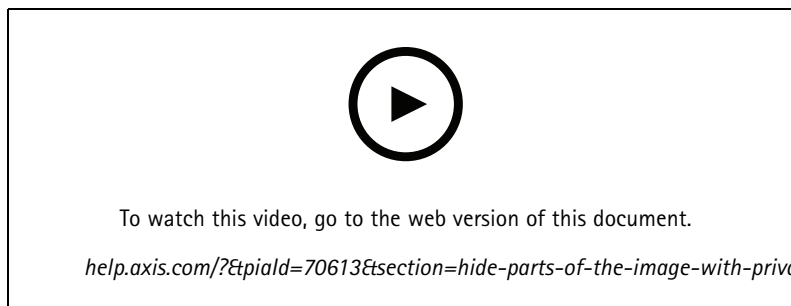 To watch this video, go to the web version of this document.
help.axis.com/?&piaId=70613&section=hide-parts-of-the-image-with-priva